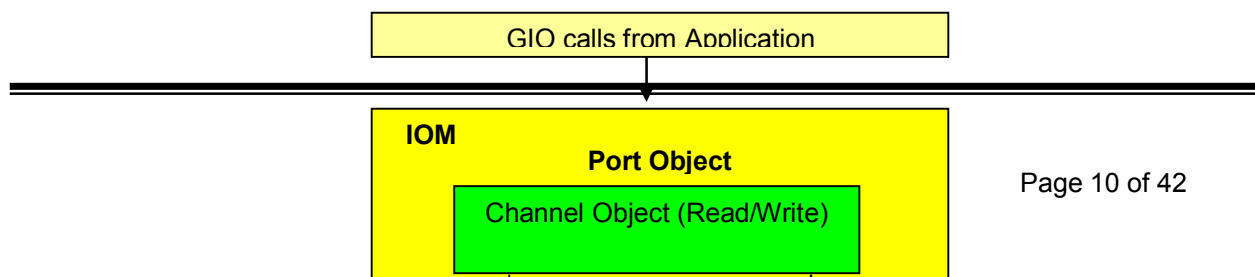 GIO calls from Application
IOM
Port Object
Page 10 of 42
Channel Object (Read/Write)